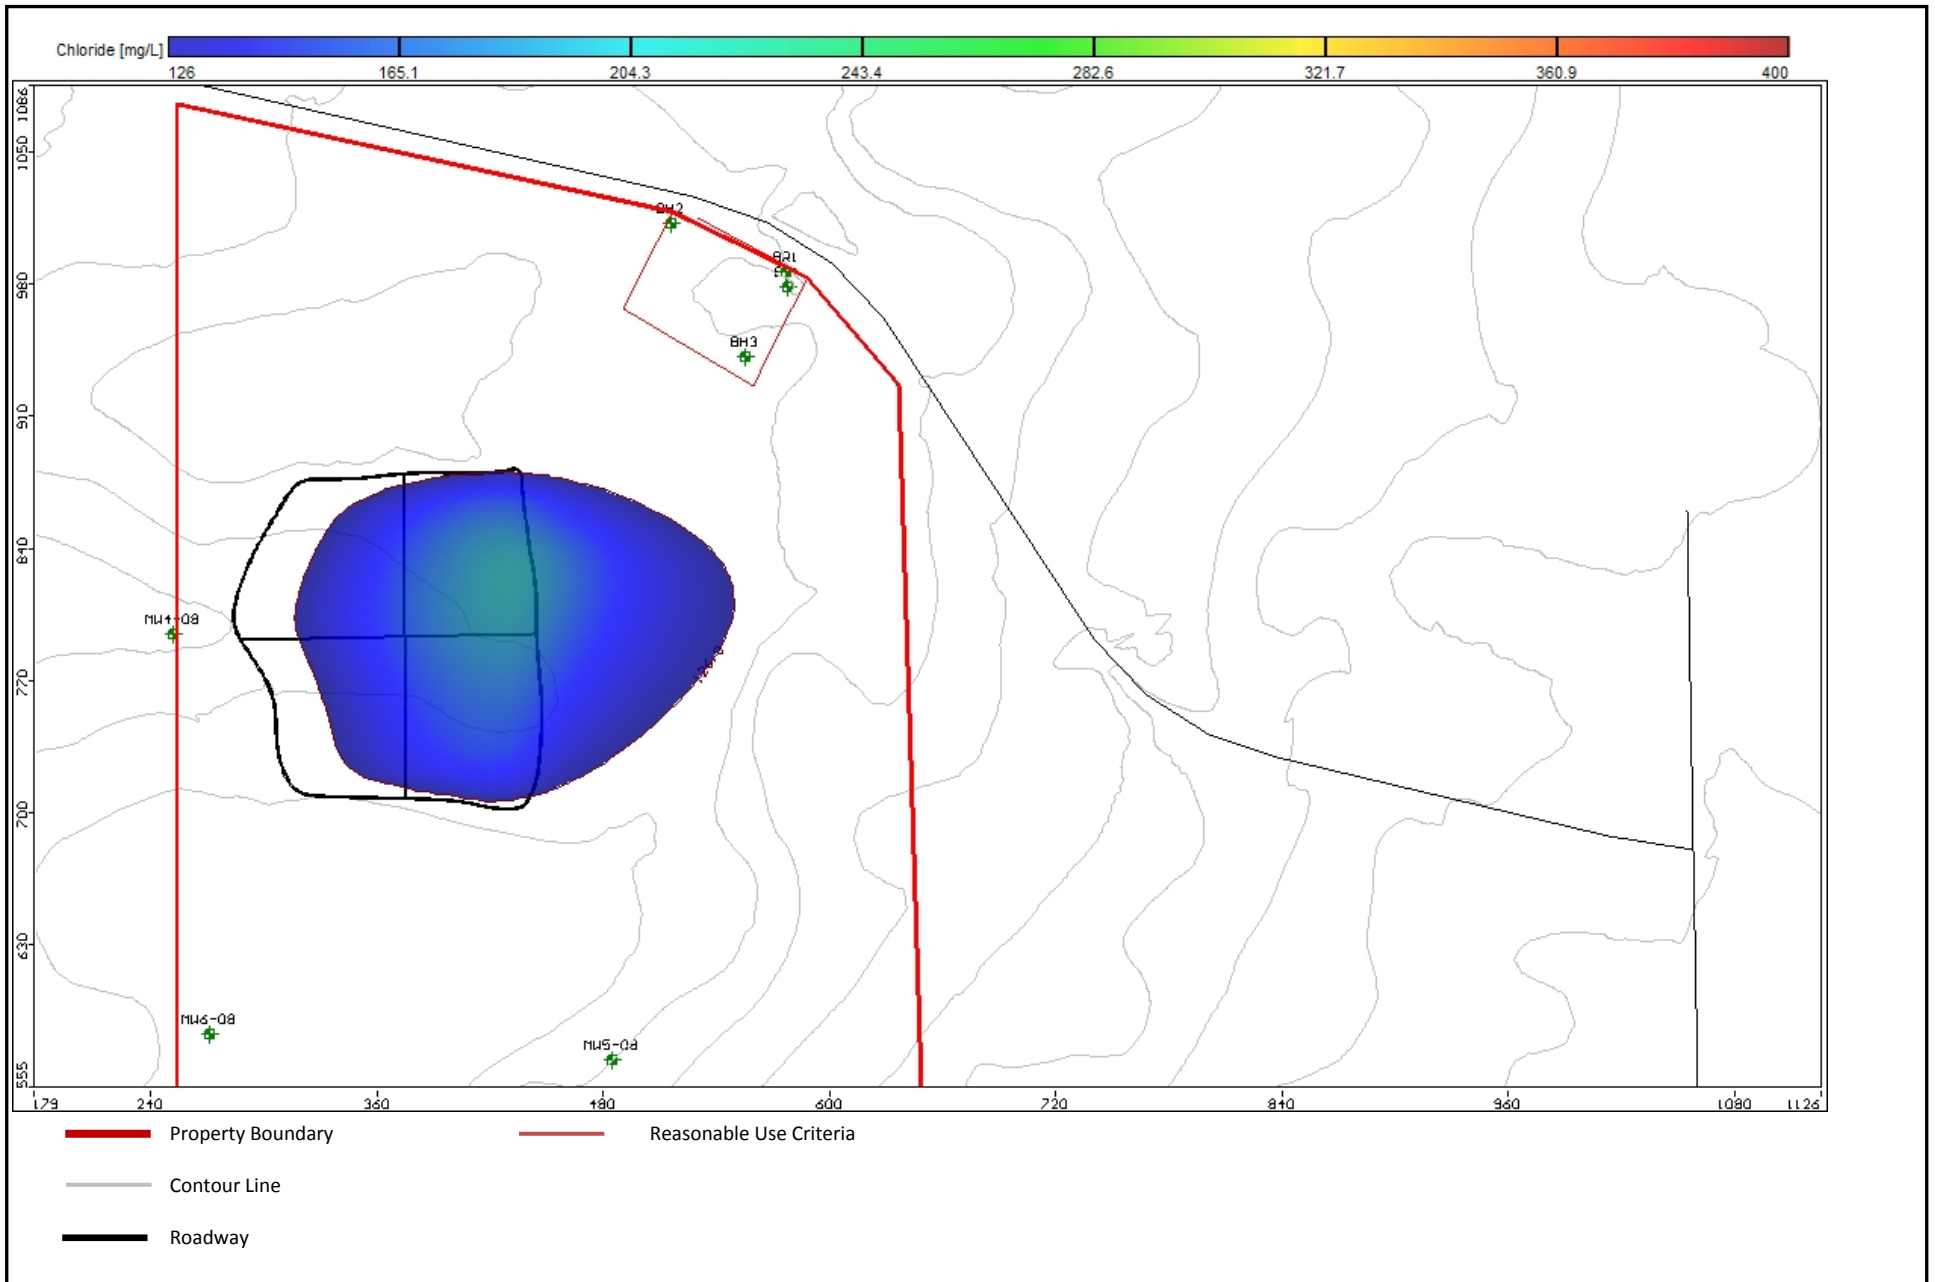 Chloride [mg/L]
126 165.1 204.3 243.4 282.6 321.7 360.9 400
1086
1050
980
910
840
770
700
630
555
BH2
BR1
BH3
MW4-08
MW6-08
MW5-08
179 240 360 480 600 720 840 960 1080 1126
Property Boundary
Reasonable Use Criteria
Contour Line
Roadway